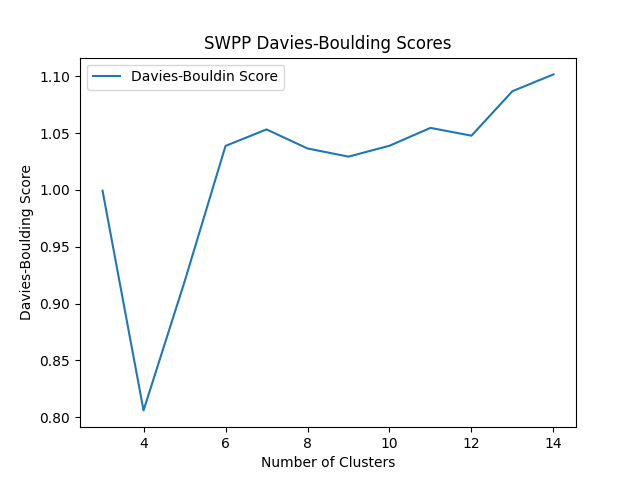 SWPP Davies-Boulding Scores
Davies-Bouldin Score
1.10
1.05
1.00
0.95
0.90
0.85
0.80
Davies-Boulding Score
4 6 8 10 12 14
Number of Clusters